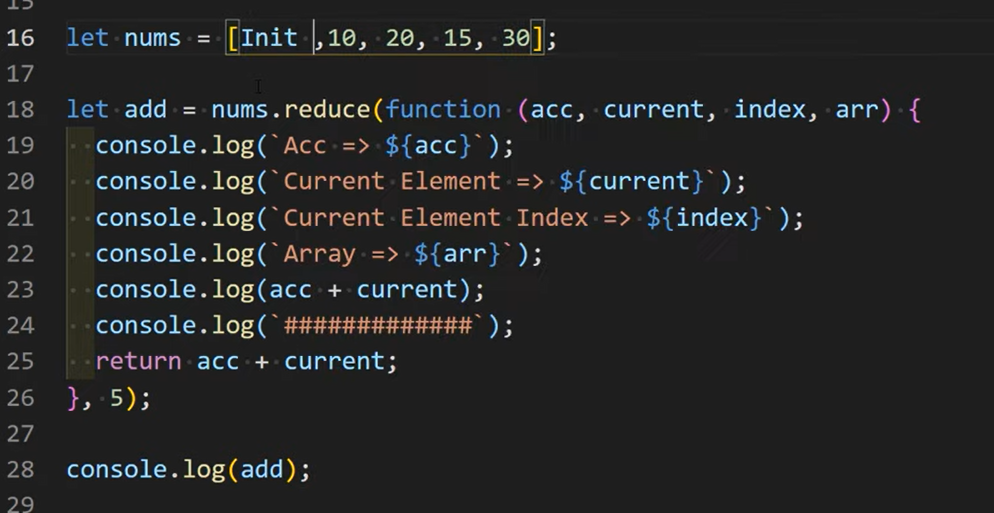 15
16 let nums = [Init ,10, 20, 15, 30];
17
18 let add = nums.reduce(function (acc, current, index, arr) {
19 console.log(`Acc => ${acc}`);
20 console.log(`Current Element => ${current}`);
21 console.log(`Current Element Index => ${index}`);
22 console.log(`Array => ${arr}`);
23 console.log(acc + current);
24 console.log(`#############`);
25 return acc + current;
26 }, 5);
27
28 console.log(add);
29